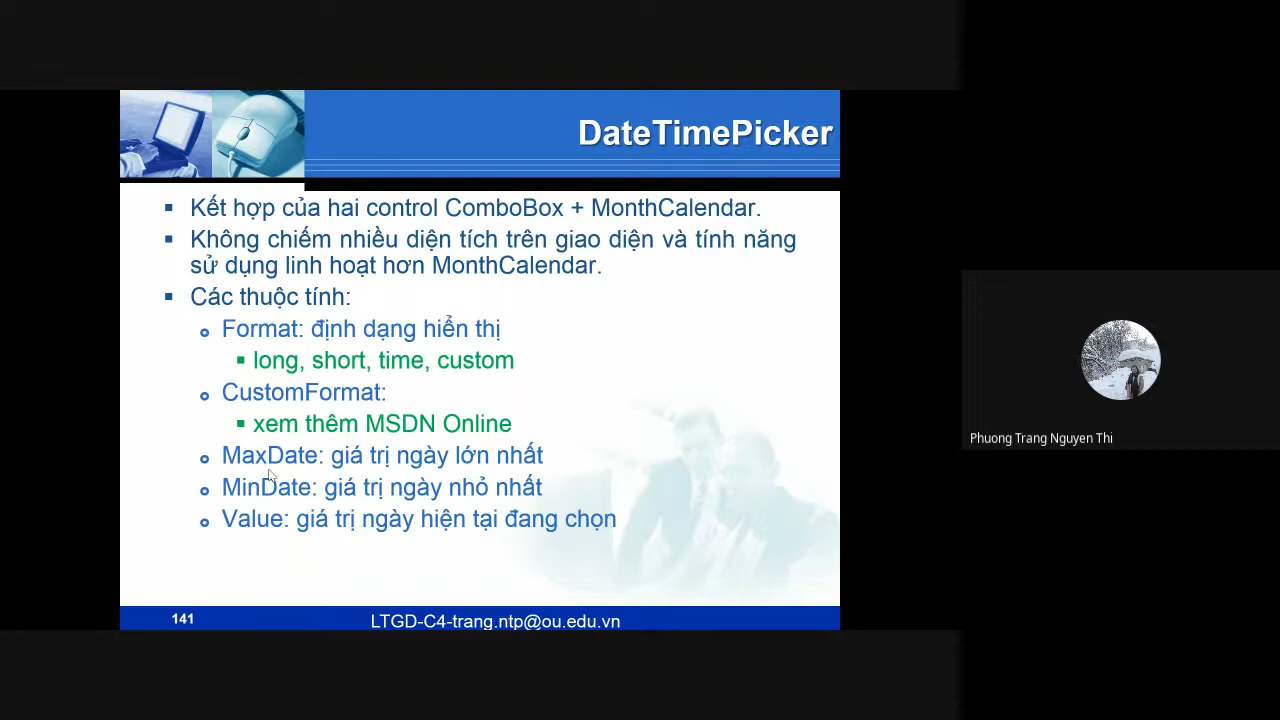 DateTimePicker
Kết hợp của hai control ComboBox + MonthCalendar.
Không chiếm nhiều diện tích trên giao diện và tính năng
sử dụng linh hoạt hơn MonthCalendar.
Các thuộc tính:
Format: định dạng hiển thị
long, short, time, custom
CustomFormat:
xem thêm MSDN Online
MaxDate: giá trị ngày lớn nhất
MinDate: giá trị ngày nhỏ nhất
Value: giá trị ngày hiện tại đang chọn
141
LTGD-C4-trang.ntp@ou.edu.vn
Phuong Trang Nguyen Thi